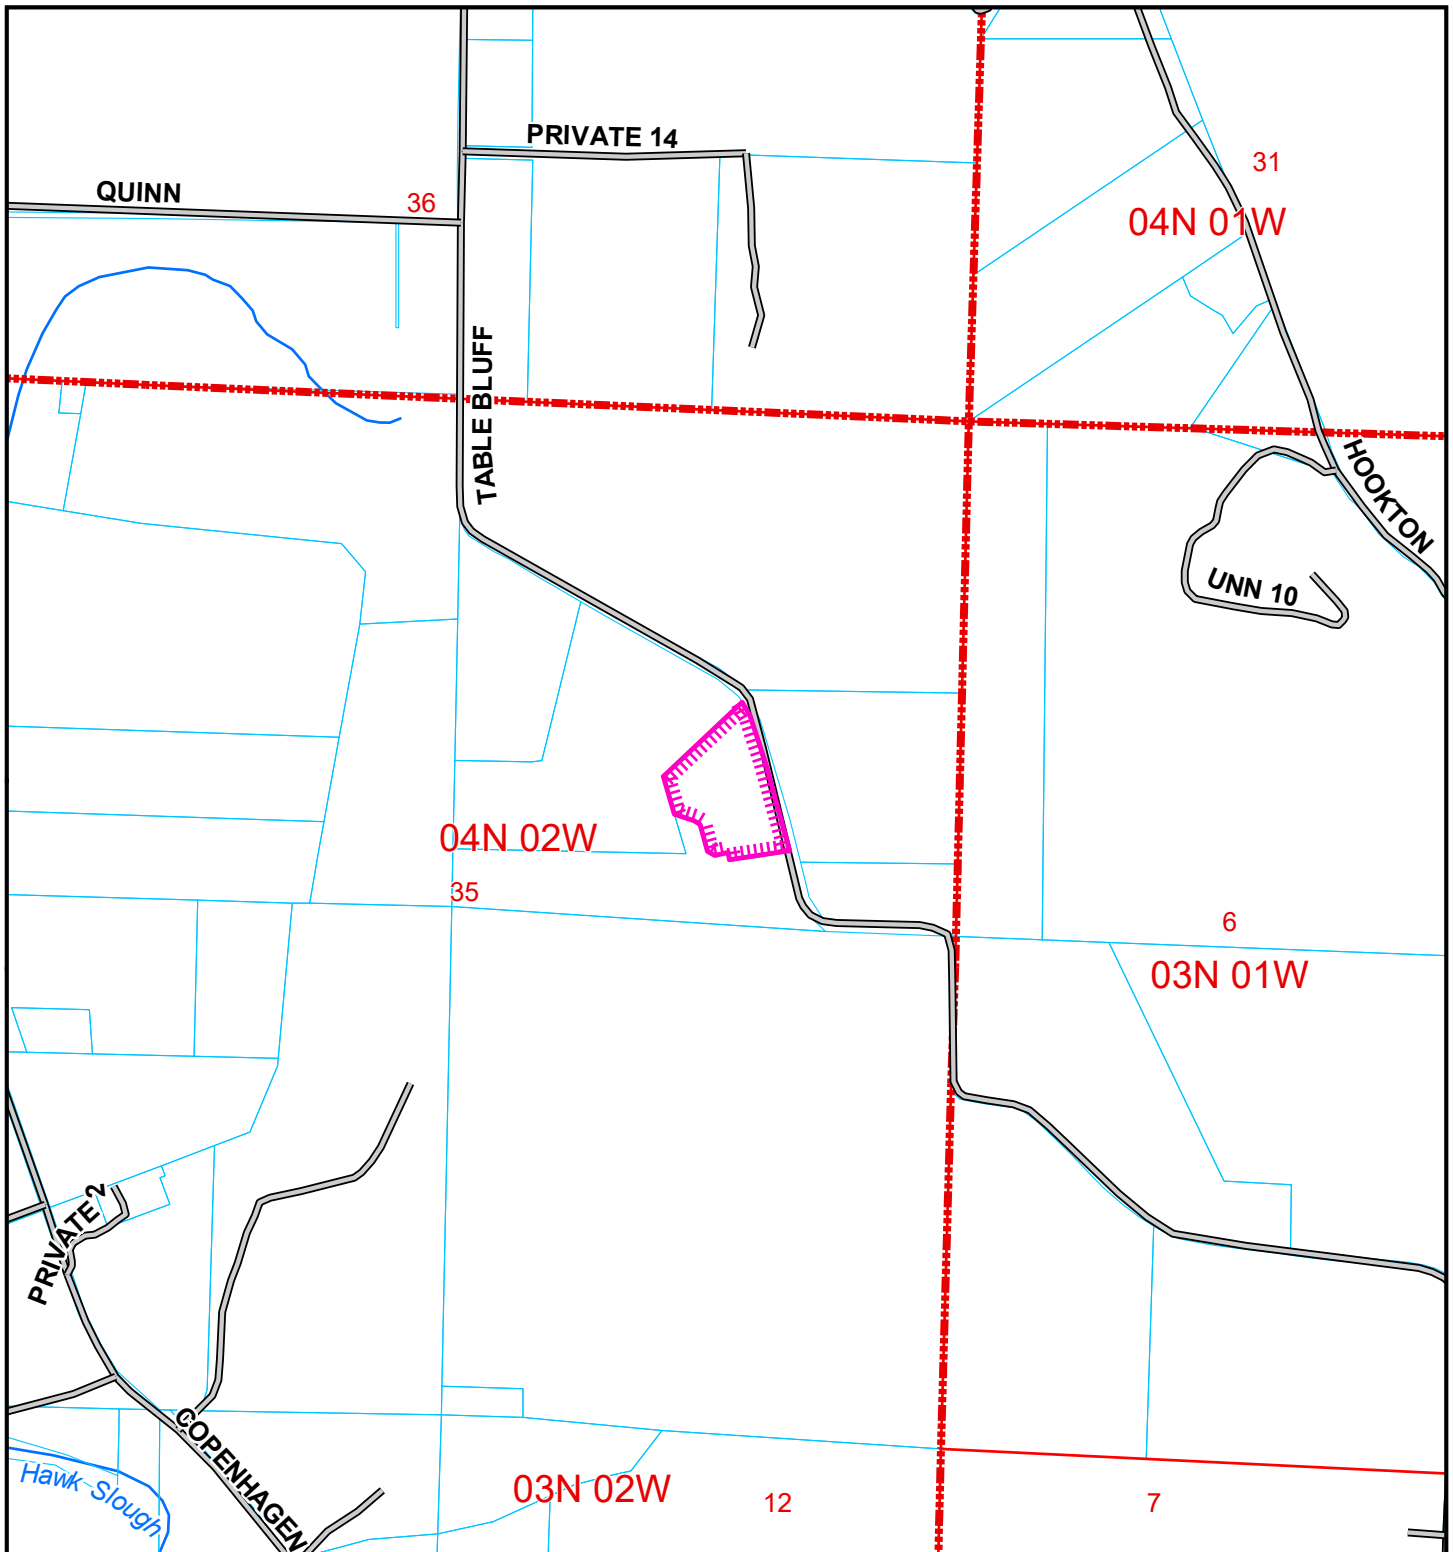 PRIVATE 14
31
QUINN
36
04N 01W
TABLE BLUFF
HOOKTON
UNN 10
04N 02W
35
6
03N 01W
PRIVATE 2
COPENHAGEN
Hawk Slough
03N 02W
12
7